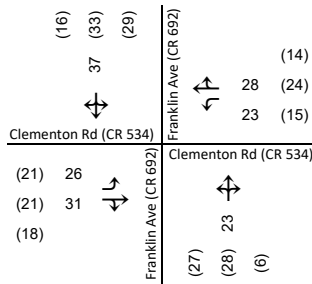 (16) (33) (29)
37
Franklin Ave (CR 692)
(14)
28 (24)
23 (15)
Clementon Rd (CR 534)
Clementon Rd (CR 534)
(21) 26
(21) 31
(18)
Franklin Ave (CR 692)
23
(27) (28) (6)